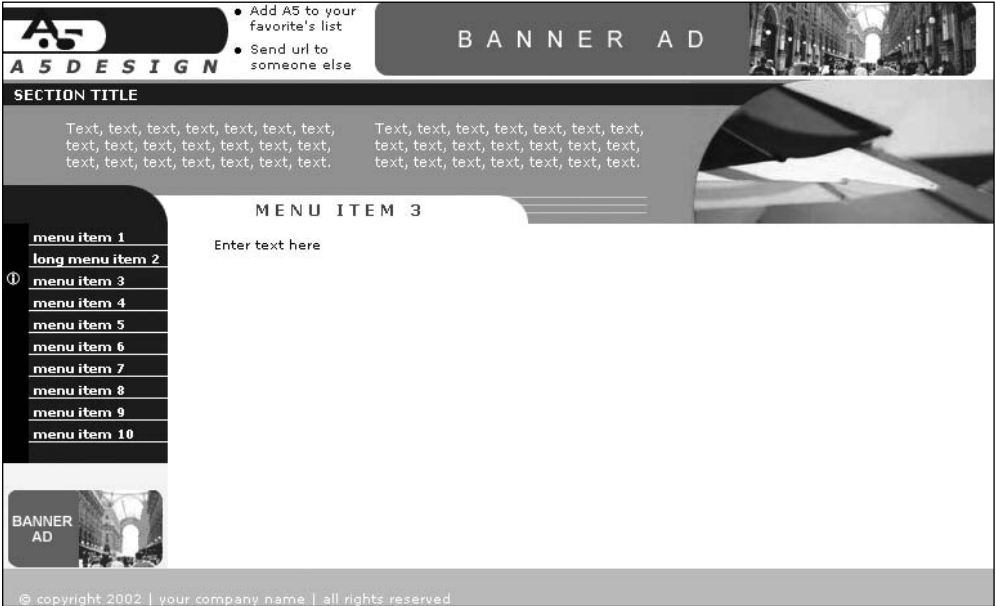 A5
A5DESIGN
Add A5 to your
favorite's list
Send url to
someone else
BANNER AD
SECTION TITLE
Text, text, text, text, text, text, text,
text, text, text, text, text, text, text,
text, text, text, text, text, text, text.
Text, text, text, text, text, text, text,
text, text, text, text, text, text, text,
text, text, text, text, text, text, text.
MENU ITEM 3
Enter text here
menu item 1
long menu item 2
menu item 3
menu item 4
menu item 5
menu item 6
menu item 7
menu item 8
menu item 9
menu item 10
BANNER
AD
© copyright 2002 | your company name | all rights reserved